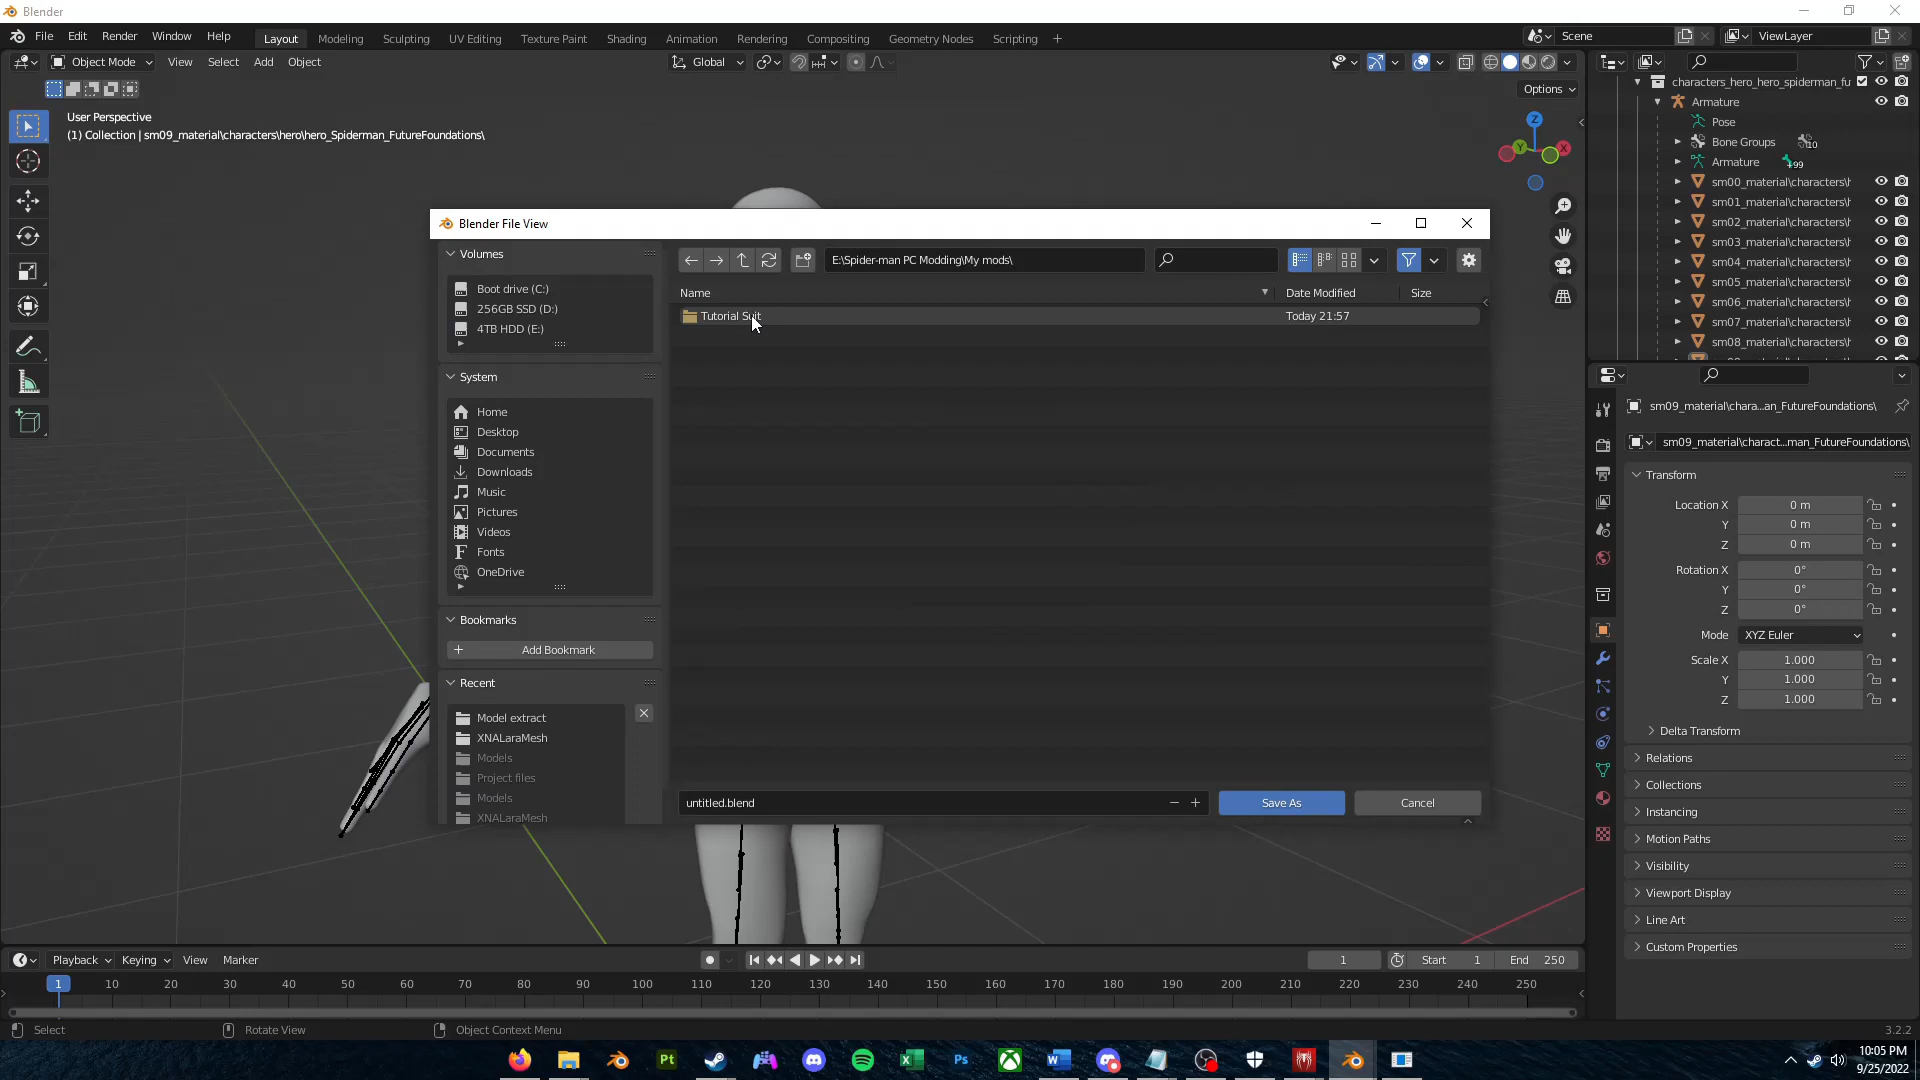 Blender
File Edit Render Window Help
Layout Modeling Sculpting UV Editing Texture Paint Shading Animation Rendering Compositing Geometry Nodes Scripting +
Scene
ViewLayer
Object Mode View Select Add Object
Global
Options
User Perspective
(1) Collection | sm09_material\characters\hero\hero_Spiderman_FutureFoundations\
Z
Y
X
characters_hero_hero_spiderman_fu
Armature
Pose
Bone Groups 10
Armature +99
sm00_material\characters\h
sm01_material\characters\h
sm02_material\characters\h
sm03_material\characters\h
sm04_material\characters\h
sm05_material\characters\h
sm06_material\characters\h
sm07_material\characters\h
sm08_material\characters\h
Blender File View
Volumes
Boot drive (C:)
256GB SSD (D:)
4TB HDD (E:)
System
Home
Desktop
Documents
Downloads
Music
Pictures
Videos
Fonts
OneDrive
Bookmarks
+ Add Bookmark
Recent
Model extract
XNALaraMesh
Models
Project files
Models
XNALaraMesh
E:\Spider-man PC Modding\My mods\
Name Date Modified Size
Tutorial Suit Today 21:57
untitled.blend
Save As
Cancel
sm09_material\chara...an_FutureFoundations\
sm09_material\charact...man_FutureFoundations\
Transform
Location X 0 m
Y 0 m
Z 0 m
Rotation X 0°
Y 0°
Z 0°
Mode XYZ Euler
Scale X 1.000
Y 1.000
Z 1.000
Delta Transform
Relations
Collections
Instancing
Motion Paths
Visibility
Viewport Display
Line Art
Custom Properties
Playback Keying View Marker
1
Start 1
End 250
1 10 20 30 40 50 60 70 80 90 100 110 120 130 140 150 160 170 180 190 200 210 220 230 240 250
Select
Rotate View
Object Context Menu
3.2.2
Pt
Ps
10:05 PM
9/25/2022